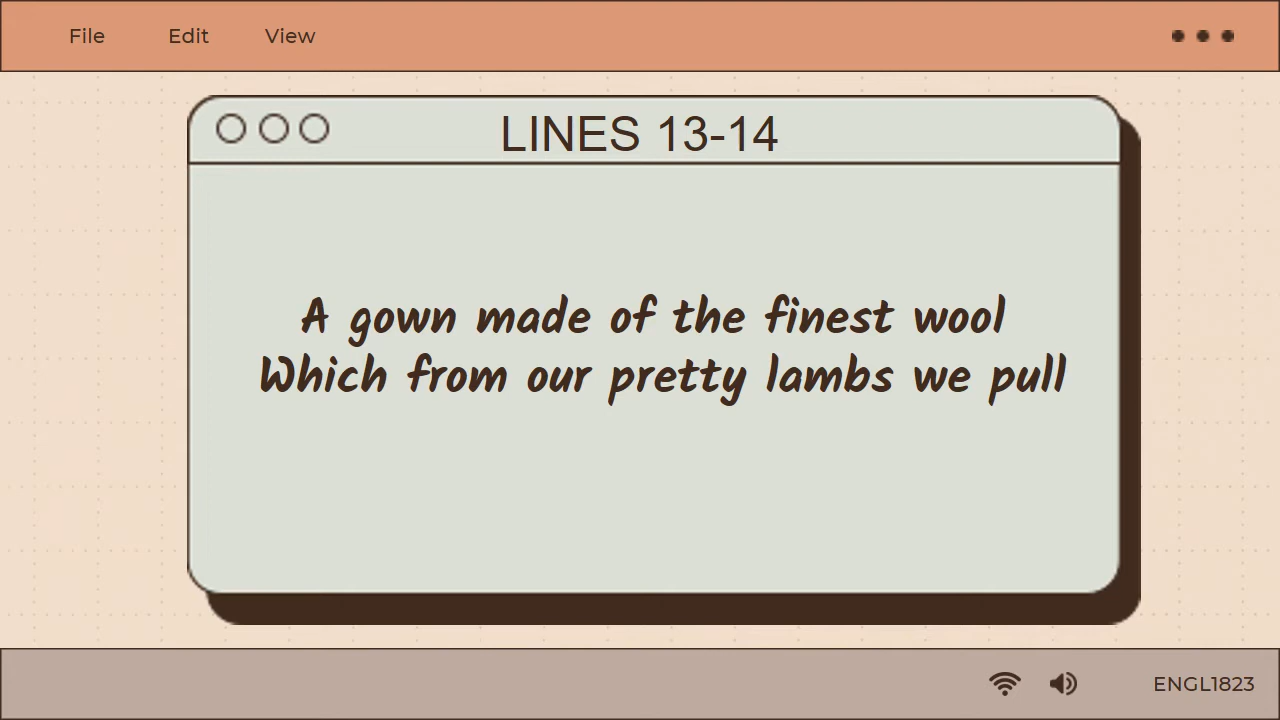 File Edit View
LINES 13-14
A gown made of the finest wool
Which from our pretty lambs we pull
ENGL1823